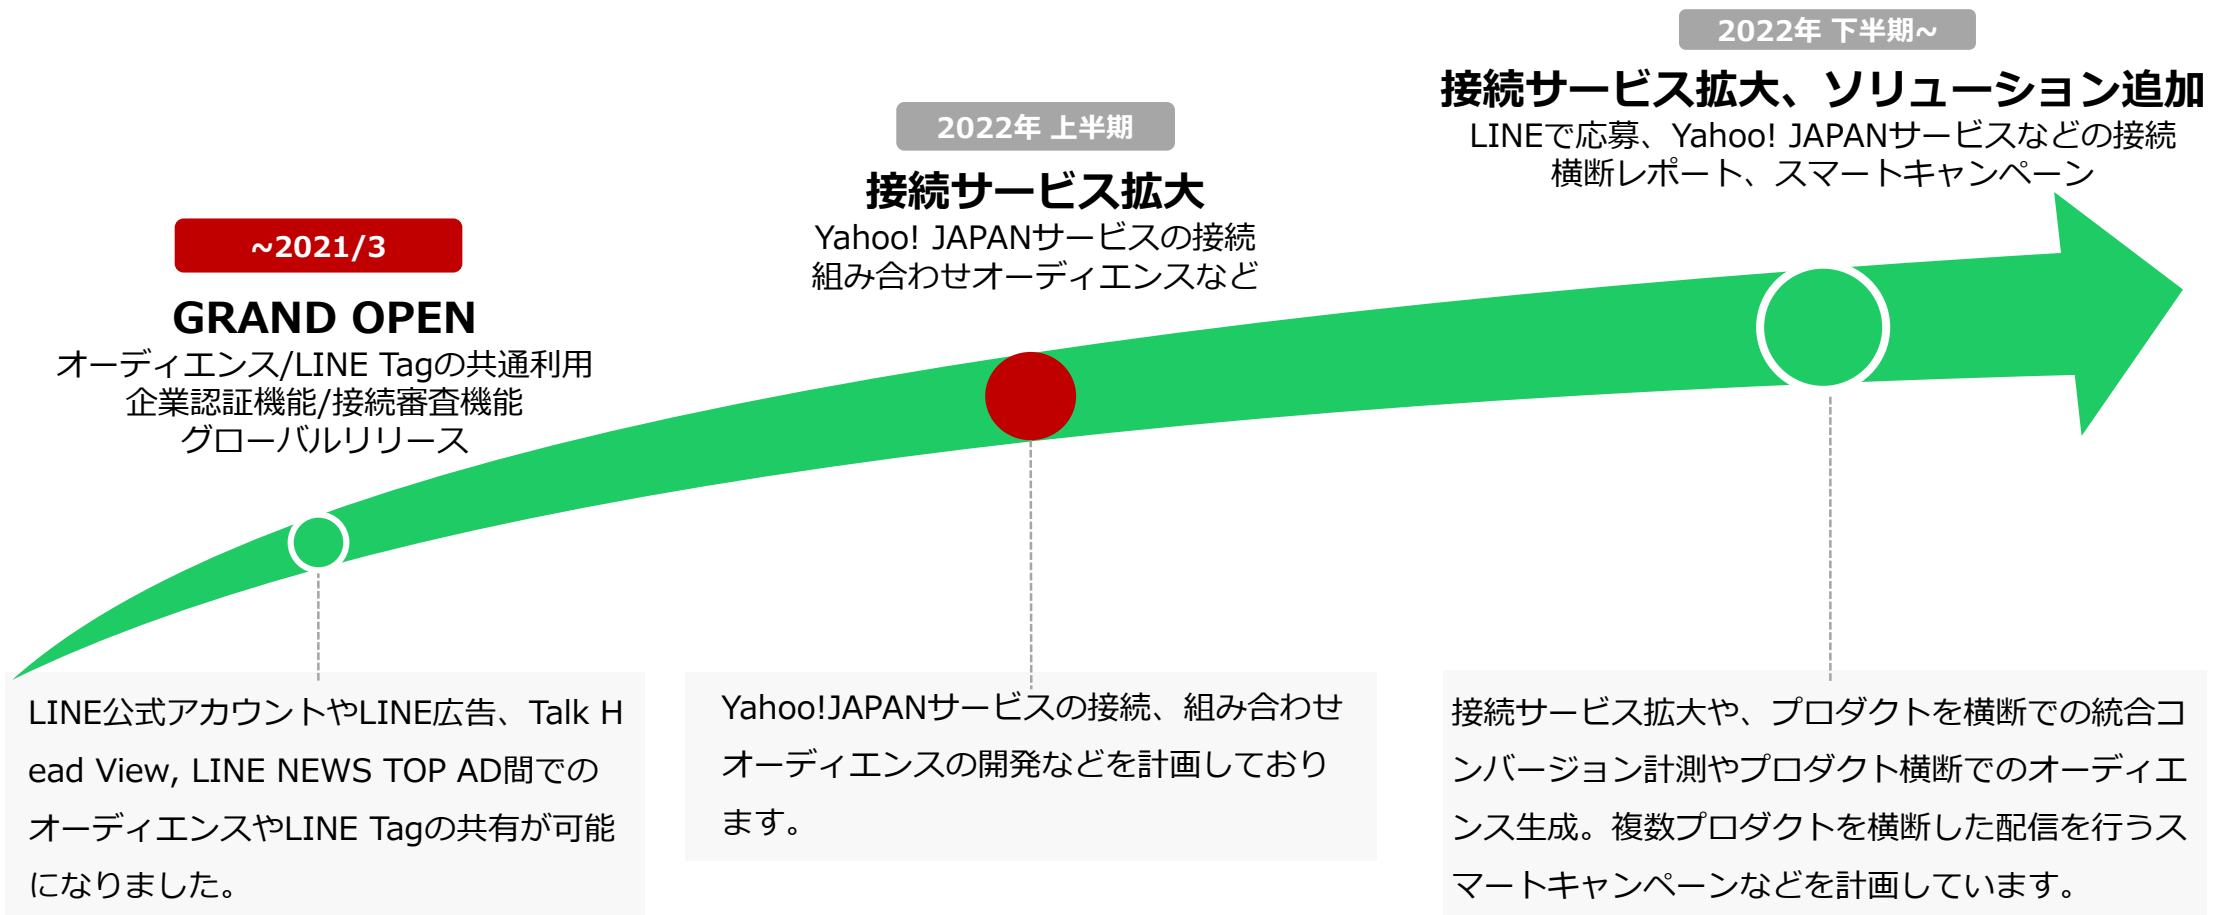 ~2021/3
GRAND OPEN
オーディエンス/LINE Tagの共通利用
企業認証機能/接続審査機能
グローバルリリース
LINE公式アカウントやLINE広告、Talk H
ead View, LINE NEWS TOP AD間での
オーディエンスやLINE Tagの共有が可能
になりました。
2022年 上半期
接続サービス拡大
Yahoo! JAPANサービスの接続
組み合わせオーディエンスなど
Yahoo!JAPANサービスの接続、組み合わせ
オーディエンスの開発などを計画しており
ます。
2022年 下半期~
接続サービス拡大、ソリューション追加
LINEで応募、Yahoo! JAPANサービスなどの接続
横断レポート、スマートキャンペーン
接続サービス拡大や、プロダクトを横断での統合コ
ンバージョン計測やプロダクト横断でのオーディエ
ンス生成。複数プロダクトを横断した配信を行うス
マートキャンペーンなどを計画しています。